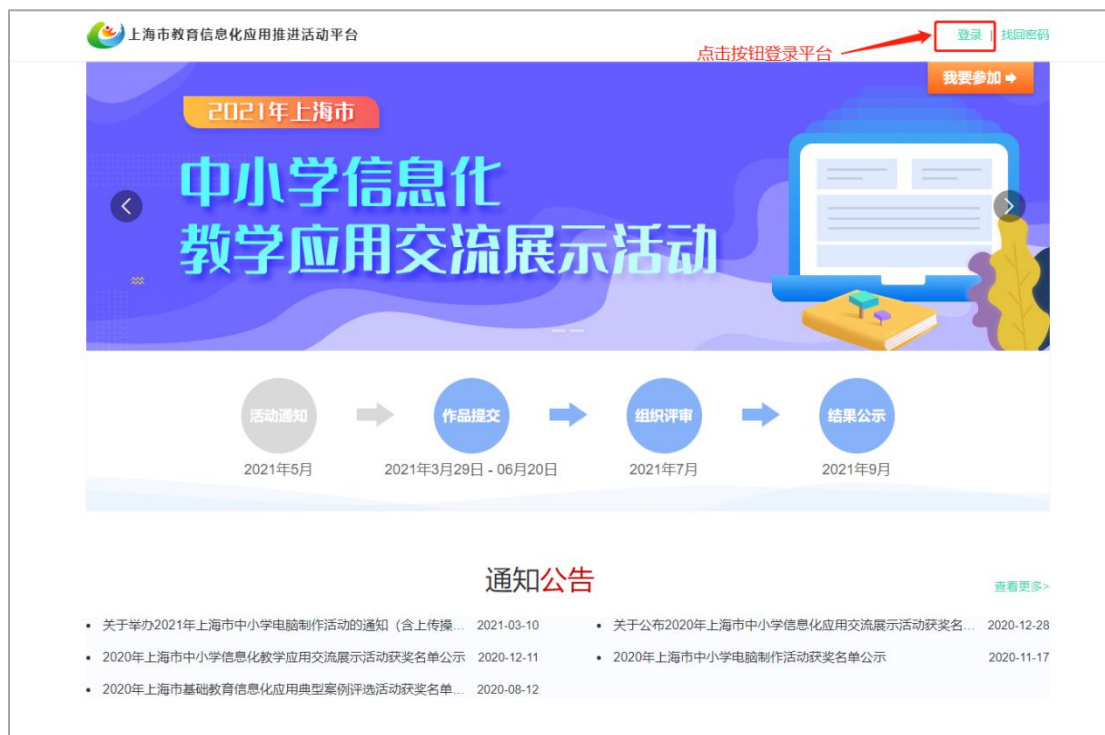 上海市教育信息化应用推进活动平台
登录 | 找回密码
点击按钮登录平台
我要参加
2021年上海市
中小学信息化
教学应用交流展示活动
活动通知
作品提交
组织评审
结果公示
2021年5月
2021年3月29日 - 06月20日
2021年7月
2021年9月
通知公告
查看更多>
关于举办2021年上海市中小学电脑制作活动的通知（含上传操... 2021-03-10
关于公布2020年上海市中小学信息化应用交流展示活动获奖名... 2020-12-28
2020年上海市中小学信息化教学应用交流展示活动获奖名单公示 2020-12-11
2020年上海市中小学电脑制作活动获奖名单公示 2020-11-17
2020年上海市基础教育信息化应用典型案例评选活动获奖名单... 2020-08-12